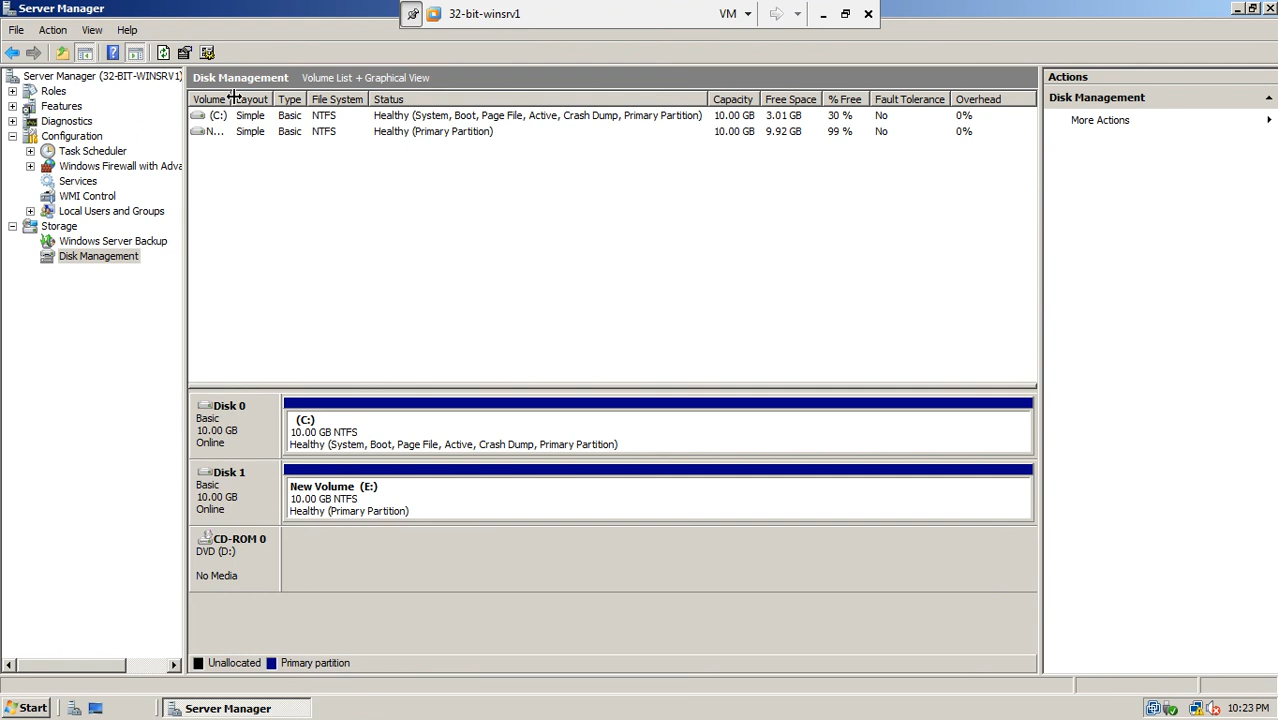 Server Manager
32-bit-winsrv1
VM
File Action View Help
Server Manager (32-BIT-WINSRV1)
Roles
Features
Diagnostics
Configuration
Task Scheduler
Windows Firewall with Adva
Services
WMI Control
Local Users and Groups
Storage
Windows Server Backup
Disk Management
Disk Management Volume List + Graphical View
Volume Layout Type File System Status Capacity Free Space % Free Fault Tolerance Overhead
(C:) Simple Basic NTFS Healthy (System, Boot, Page File, Active, Crash Dump, Primary Partition) 10.00 GB 3.01 GB 30 % No 0%
N... Simple Basic NTFS Healthy (Primary Partition) 10.00 GB 9.92 GB 99 % No 0%
Disk 0
Basic
10.00 GB
Online
(C:)
10.00 GB NTFS
Healthy (System, Boot, Page File, Active, Crash Dump, Primary Partition)
Disk 1
Basic
10.00 GB
Online
New Volume (E:)
10.00 GB NTFS
Healthy (Primary Partition)
CD-ROM 0
DVD (D:)
No Media
Unallocated Primary partition
Actions
Disk Management
More Actions
Start
Server Manager
10:23 PM